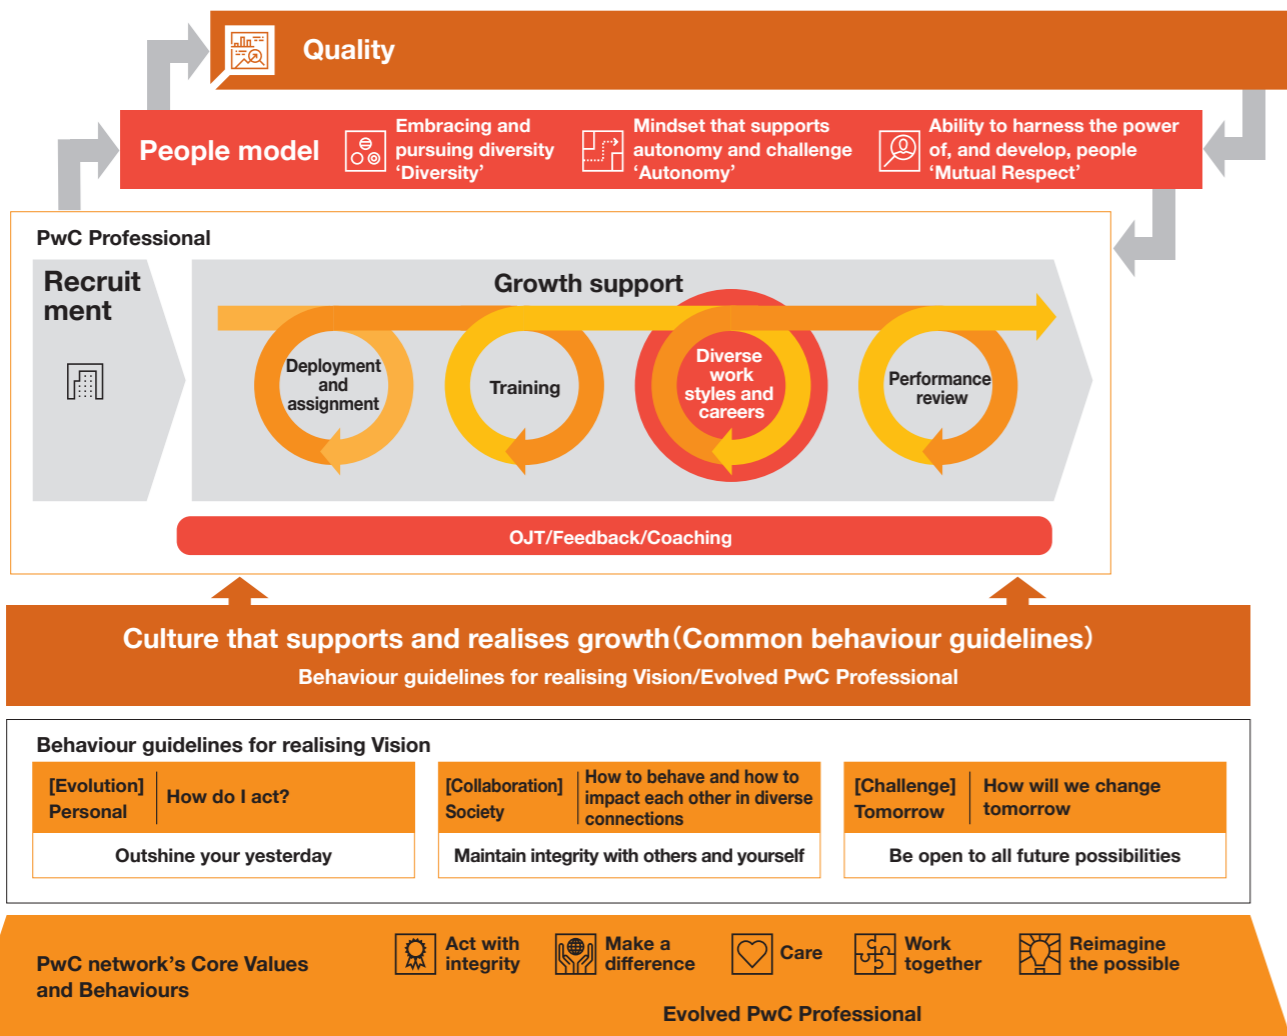 Quality
People model
Embracing and
pursuing diversity
‘Diversity’
Mindset that supports
autonomy and challenge
‘Autonomy’
Ability to harness the power
of, and develop, people
‘Mutual Respect’
PwC Professional
Recruit
ment
Growth support
Deployment
and
assignment
Training
Diverse
work
styles and
careers
Performance
review
OJT/Feedback/Coaching
Culture that supports and realises growth（Common behaviour guidelines）
Behaviour guidelines for realising Vision/Evolved PwC Professional
Behaviour guidelines for realising Vision
[Evolution]
Personal
How do I act?
Outshine your yesterday
[Collaboration]
Society
How to behave and how to
impact each other in diverse
connections
Maintain integrity with others and yourself
[Challenge]
Tomorrow
How will we change
tomorrow
Be open to all future possibilities
PwC network’s Core Values
and Behaviours
Act with
integrity
Make a
difference
Care
Work
together
Reimagine
the possible
Evolved PwC Professional